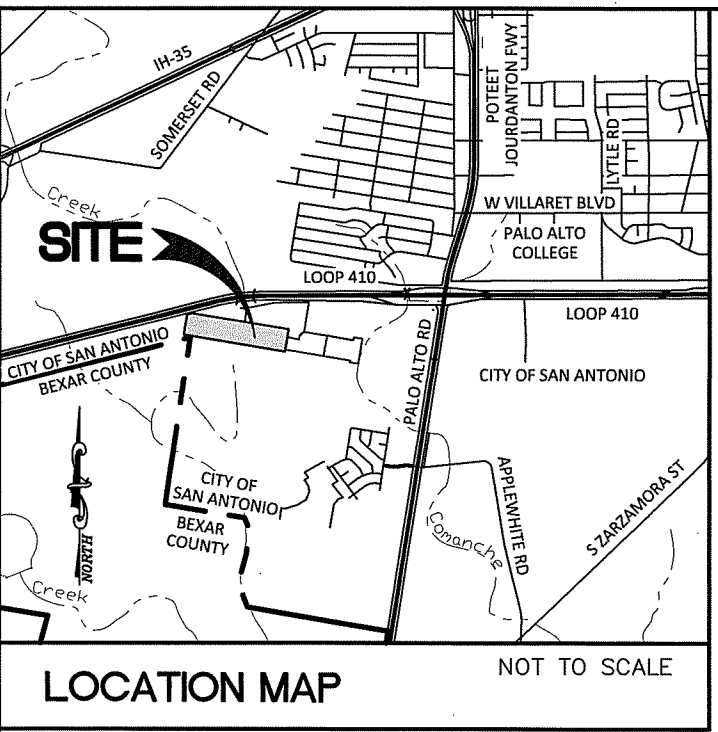 IH-35
SOMERSET RD
POTEET
JOURDANTON FWY
LYTLE RD
Creek
W VILLARET BLVD
SITE
PALO ALTO
COLLEGE
LOOP 410
LOOP 410
CITY OF SAN ANTONIO
BEXAR COUNTY
PALO ALTO RD
CITY OF SAN ANTONIO
CITY OF
SAN ANTONIO
BEXAR
COUNTY
APPLEWHITE RD
S ZARZAMORA ST
Comanche
NORTH
Creek
LOCATION MAP
NOT TO SCALE